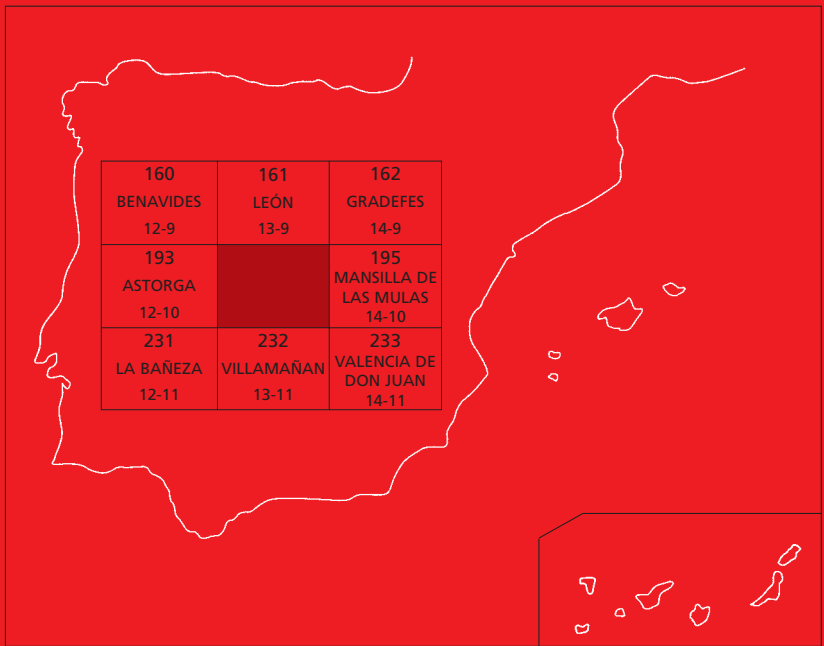 160
BENAVIDES
12-9
161
LEÓN
13-9
162
GRADEFES
14-9
193
ASTORGA
12-10
195
MANSILLA DE
LAS MULAS
14-10
231
LA BAÑEZA
12-11
232
VILLAMAÑAN
13-11
233
VALENCIA DE
DON JUAN
14-11